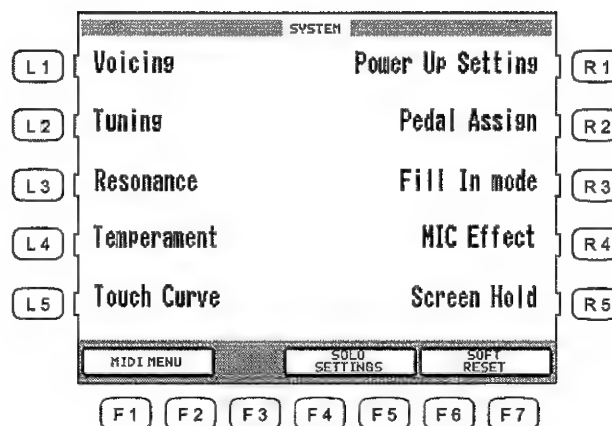 SYSTEM
L1 Voicing Power Up Setting R1
L2 Tuning Pedal Assign R2
L3 Resonance Fill In mode R3
L4 Temperament MIC Effect R4
L5 Touch Curve Screen Hold R5
MIDI MENU SOLO SETTINGS SOFT RESET
F1 F2 F3 F4 F5 F6 F7